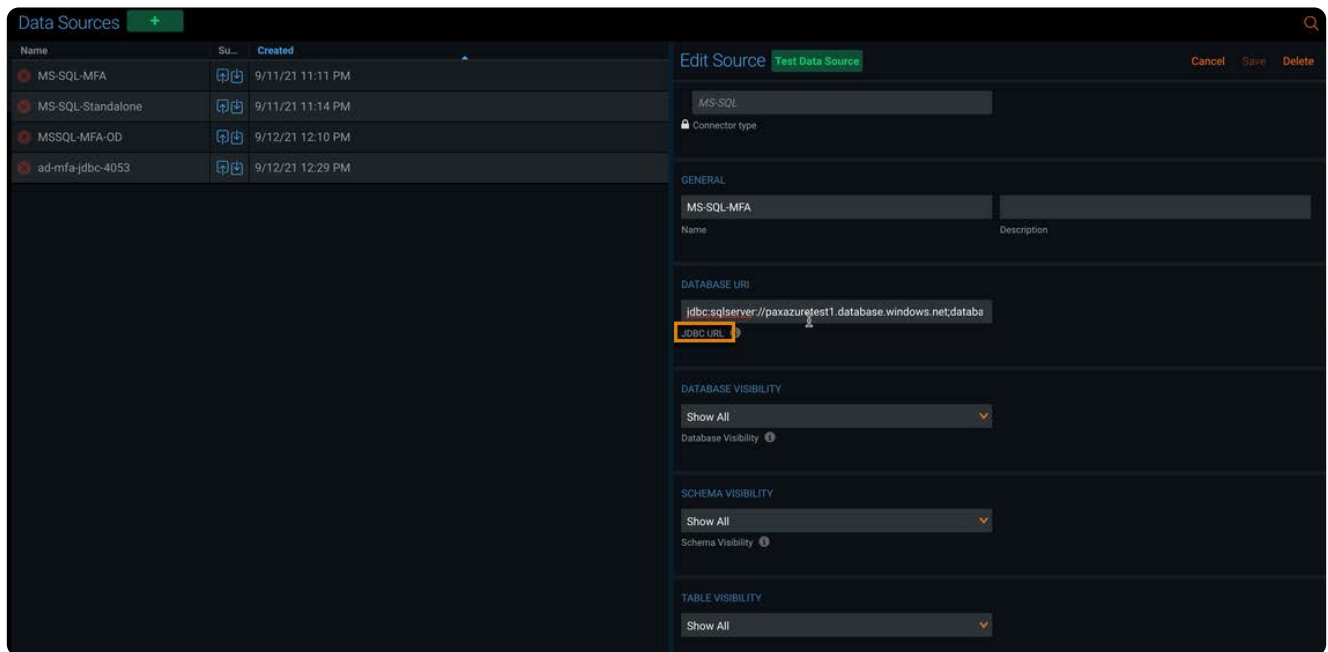 Data Sources +
Name Su... Created
MS-SQL-MFA 9/11/21 11:11 PM
MS-SQL-Standalone 9/11/21 11:14 PM
MSSQL-MFA-OD 9/12/21 12:10 PM
ad-mfa-jdbc-4053 9/12/21 12:29 PM
Edit Source Test Data Source Cancel Save Delete
MS-SQL
Connector type
GENERAL
MS-SQL-MFA
Name Description
DATABASE URI
jdbc:sqlserver://paxazuretest1.database.windows.net;databa
JDBC URL
DATABASE VISIBILITY
Show All
Database Visibility
SCHEMA VISIBILITY
Show All
Schema Visibility
TABLE VISIBILITY
Show All